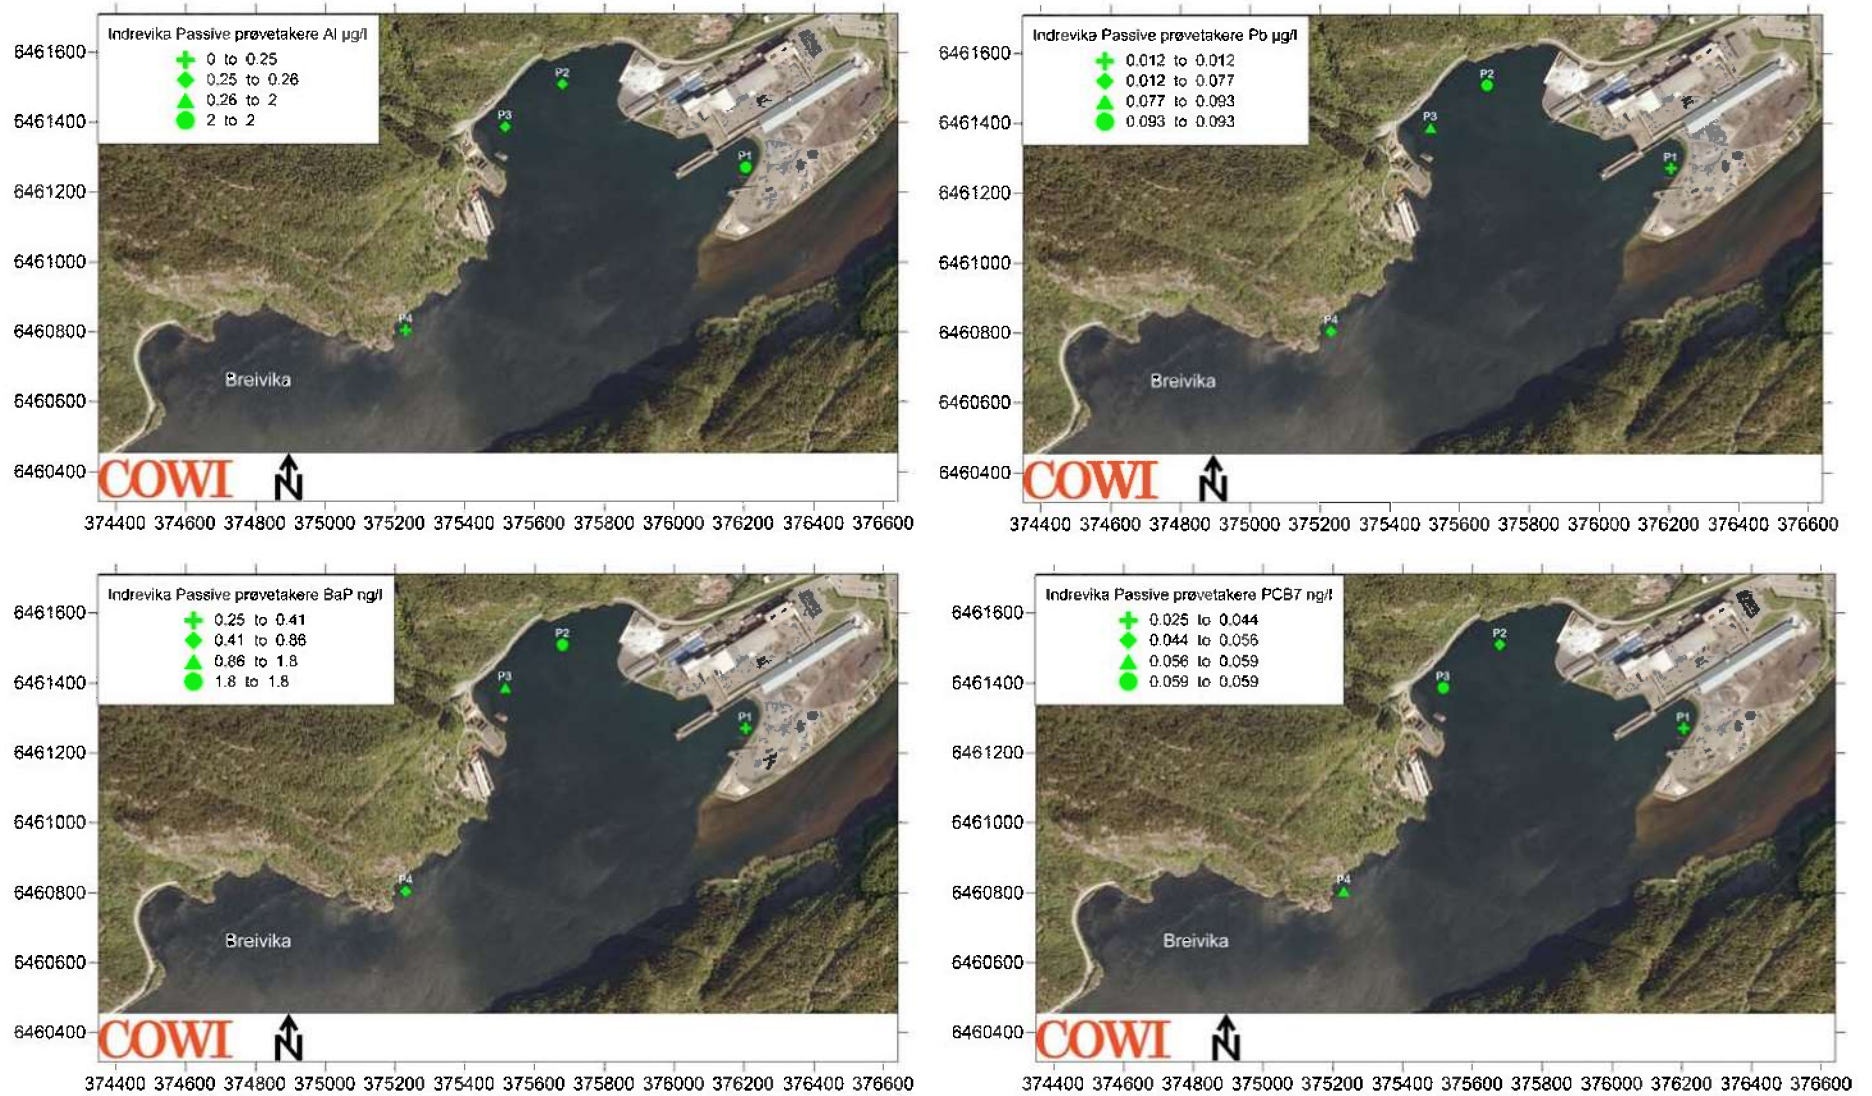 Indrevika Passive prøvetakere Al µg/l
0 to 0.25
0.25 to 0.26
0.26 to 2
2 to 2
6461600
6461400
6461200
6461000
6460800
6460600
6460400
P2
P3
P1
P4
Breivika
COWI
N
374400 374600 374800 375000 375200 375400 375600 375800 376000 376200 376400 376600
Indrevika Passive prøvetakere Pb µg/l
0.012 to 0.012
0.012 to 0.077
0.077 to 0.093
0.093 to 0.093
6461600
6461400
6461200
6461000
6460800
6460600
6460400
P2
P3
P1
P4
Breivika
COWI
N
374400 374600 374800 375000 375200 375400 375600 375800 376000 376200 376400 376600
Indrevika Passive prøvetakere BaP ng/l
0.25 to 0.41
0.41 to 0.86
0.86 to 1.8
1.8 to 1.8
6461600
6461400
6461200
6461000
6460800
6460600
6460400
P2
P3
P1
P4
Breivika
COWI
N
374400 374600 374800 375000 375200 375400 375600 375800 376000 376200 376400 376600
Indrevika Passive prøvetakere PCB7 ng/l
0.025 to 0.044
0.044 to 0.056
0.056 to 0.059
0.059 to 0.059
6461600
6461400
6461200
6461000
6460800
6460600
6460400
P2
P3
P1
P4
Breivika
COWI
N
374400 374600 374800 375000 375200 375400 375600 375800 376000 376200 376400 376600